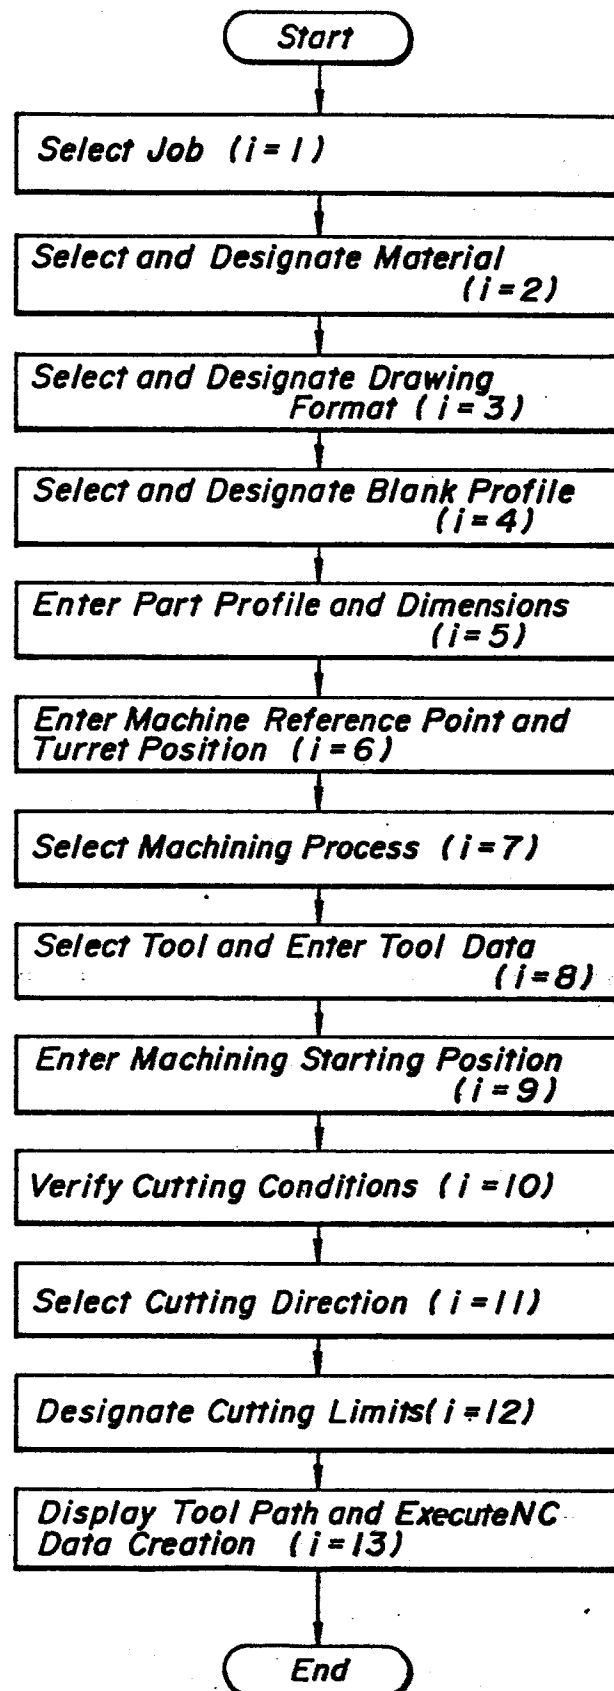 Start
Select Job (i=1)
Select and Designate Material
(i=2)
Select and Designate Drawing
Format (i=3)
Select and Designate Blank Profile
(i=4)
Enter Part Profile and Dimensions
(i=5)
Enter Machine Reference Point and
Turret Position (i=6)
Select Machining Process (i=7)
Select Tool and Enter Tool Data
(i=8)
Enter Machining Starting Position
(i=9)
Verify Cutting Conditions (i=10)
Select Cutting Direction (i=11)
Designate Cutting Limits(i=12)
Display Tool Path and ExecuteNC
Data Creation (i=13)
End